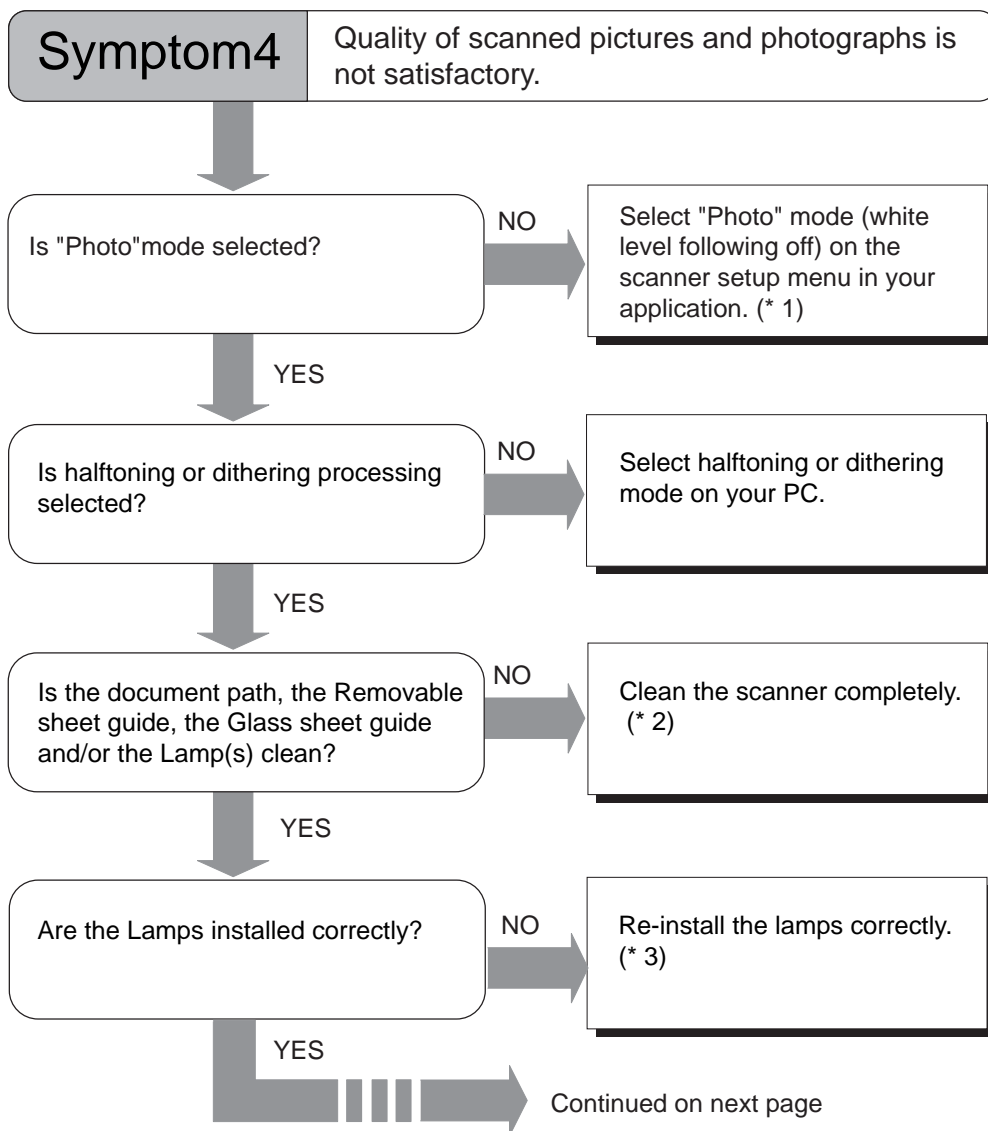 Symptom4
Quality of scanned pictures and photographs is
not satisfactory.
Is "Photo"mode selected?
NO
Select "Photo" mode (white
level following off) on the
scanner setup menu in your
application. (* 1)
YES
Is halftoning or dithering processing
selected?
NO
Select halftoning or dithering
mode on your PC.
YES
Is the document path, the Removable
sheet guide, the Glass sheet guide
and/or the Lamp(s) clean?
NO
Clean the scanner completely.
(* 2)
YES
Are the Lamps installed correctly?
NO
Re-install the lamps correctly.
(* 3)
YES
Continued on next page